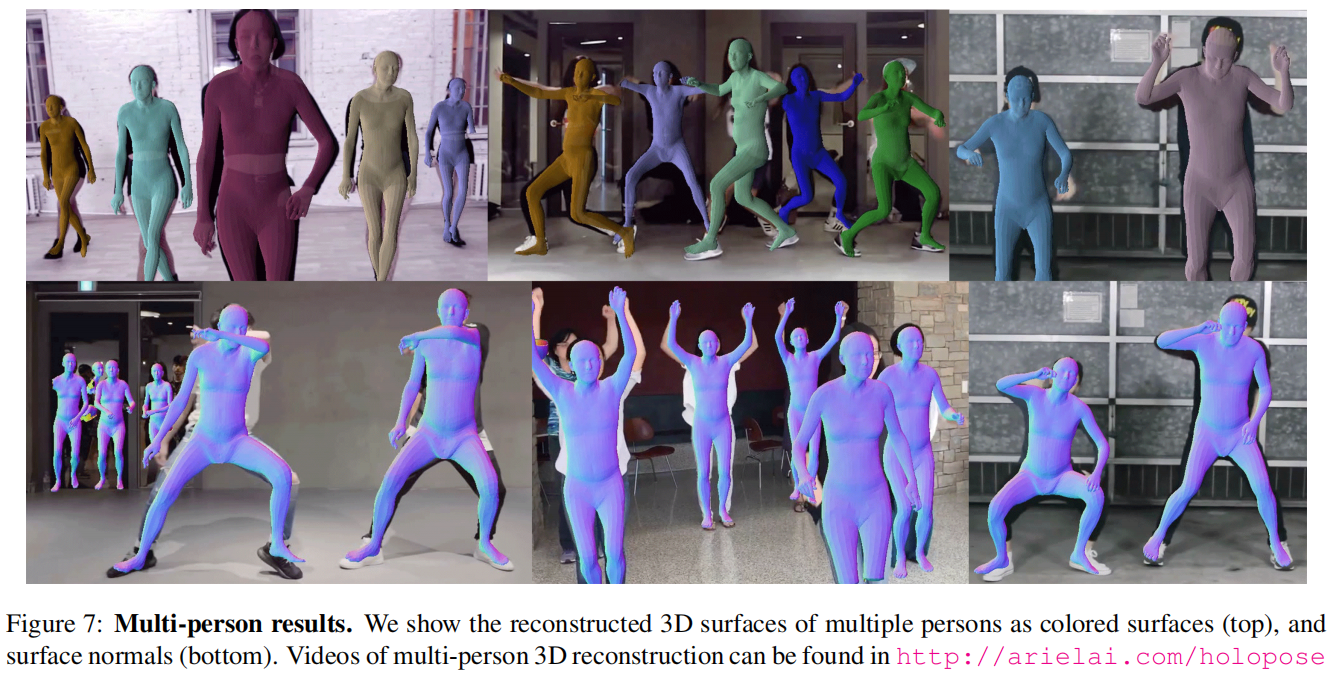 Figure 7: Multi-person results. We show the reconstructed 3D surfaces of multiple persons as colored surfaces (top), and
surface normals (bottom). Videos of multi-person 3D reconstruction can be found in http://arielai.com/holopose